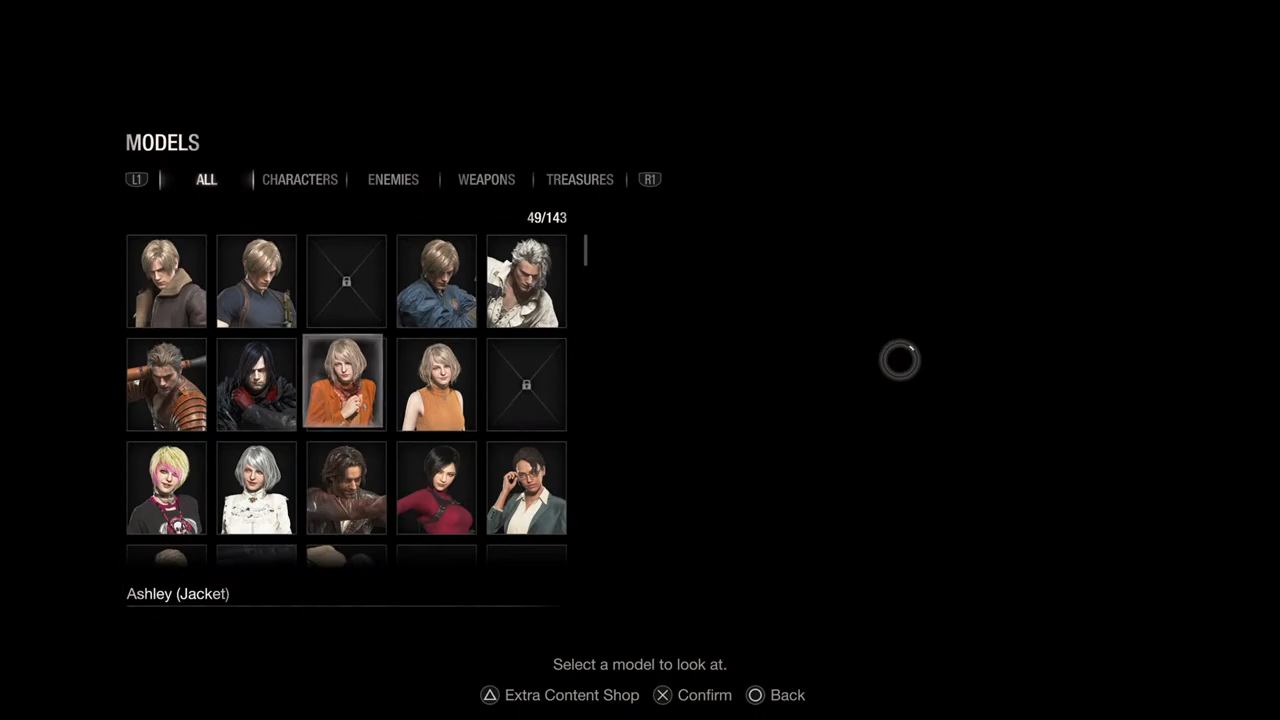 MODELS
L1 ALL CHARACTERS ENEMIES WEAPONS TREASURES R1
49/143
Ashley (Jacket)
Select a model to look at.
Extra Content Shop Confirm Back